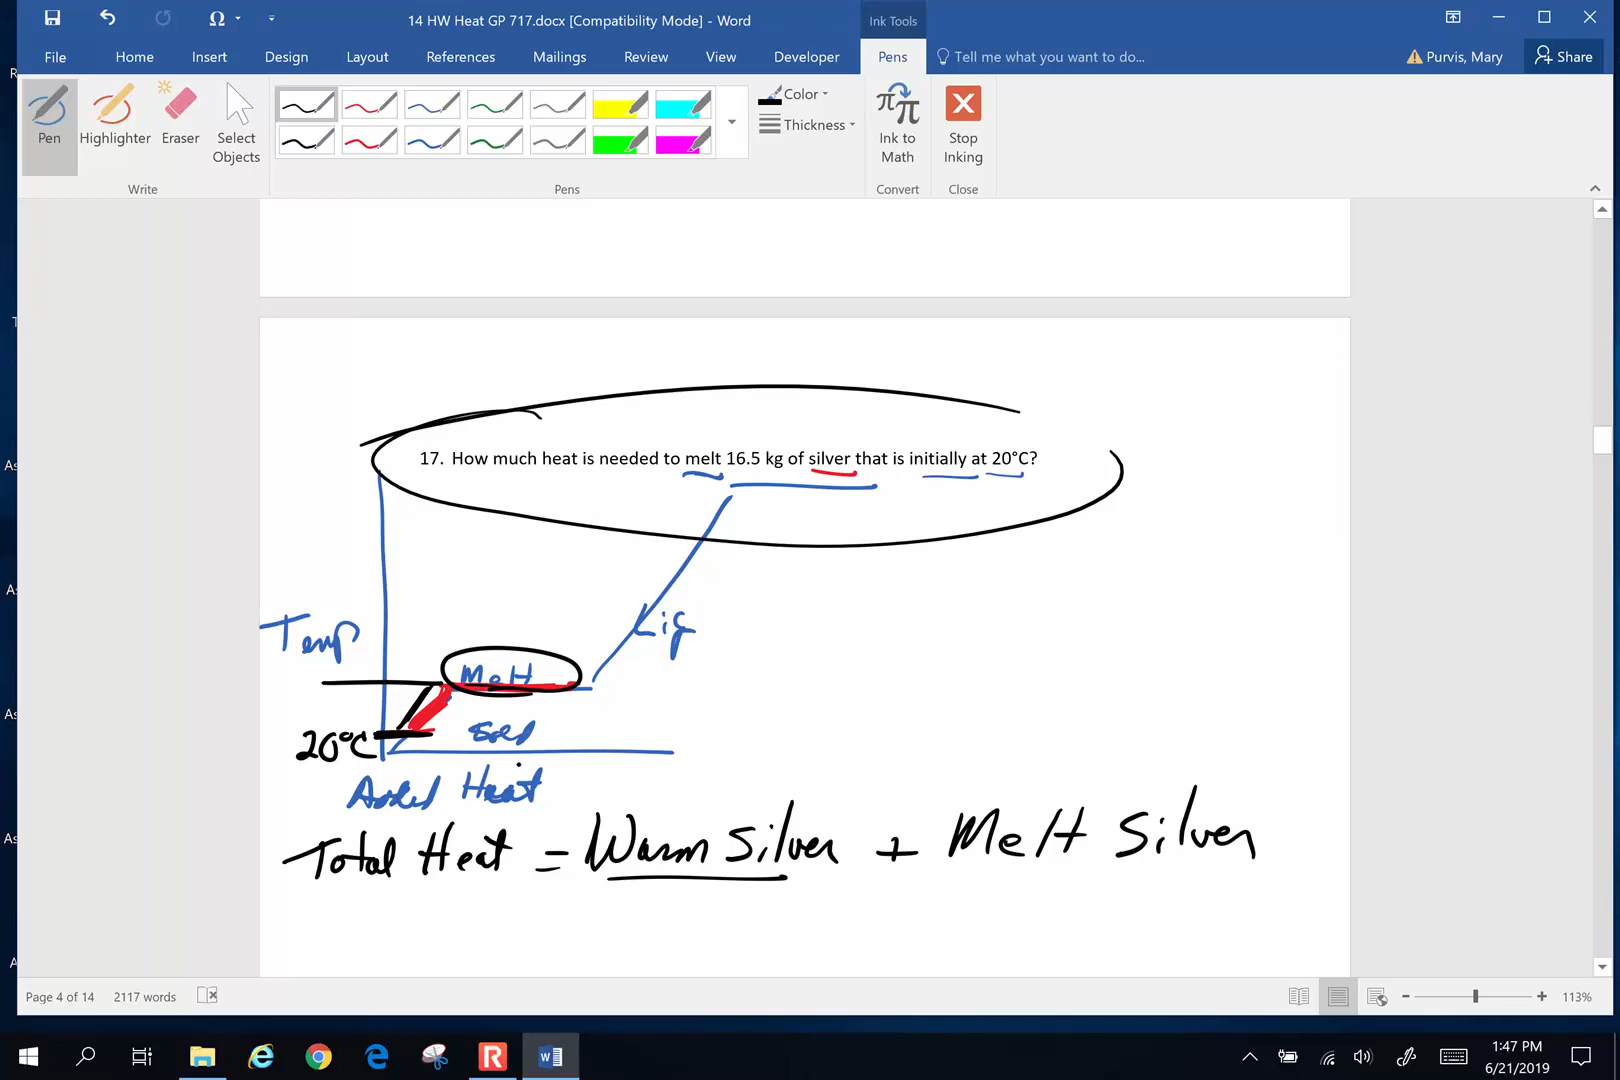 14 HW Heat GP 717.docx [Compatibility Mode] - Word
Ink Tools
File Home Insert Design Layout References Mailings Review View Developer Pens Tell me what you want to do... Purvis, Mary Share
Pen Highlighter Eraser Select Objects
Color
Thickness
Ink to Math
Stop Inking
Write Pens Convert Close
17. How much heat is needed to melt 16.5 kg of silver that is initially at 20°C?
Temp
Liq
Melt
Solid
20°C
Added Heat
Total Heat = Warm Silver + Melt Silver
Page 4 of 14 2117 words 113%
1:47 PM
6/21/2019